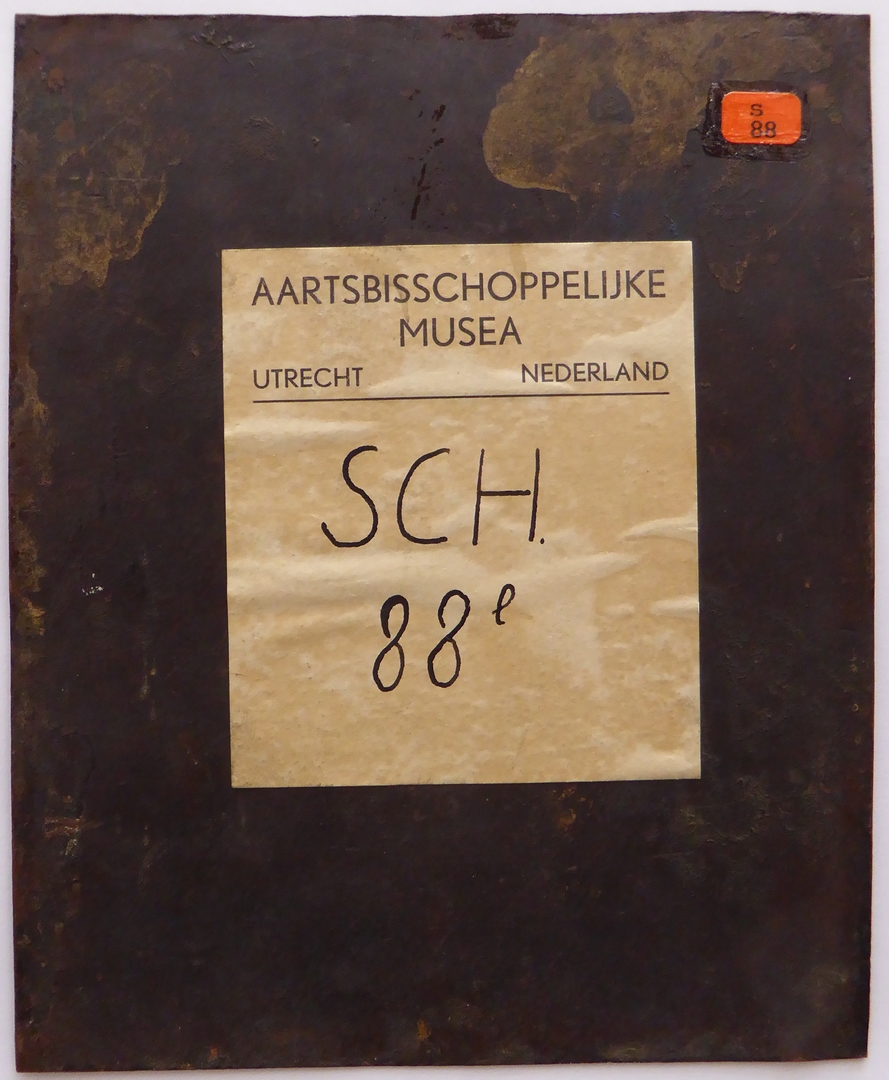 S
88
AARTSBISSCHOPPELIJKE
MUSEA
UTRECHT NEDERLAND
SCH.
88e